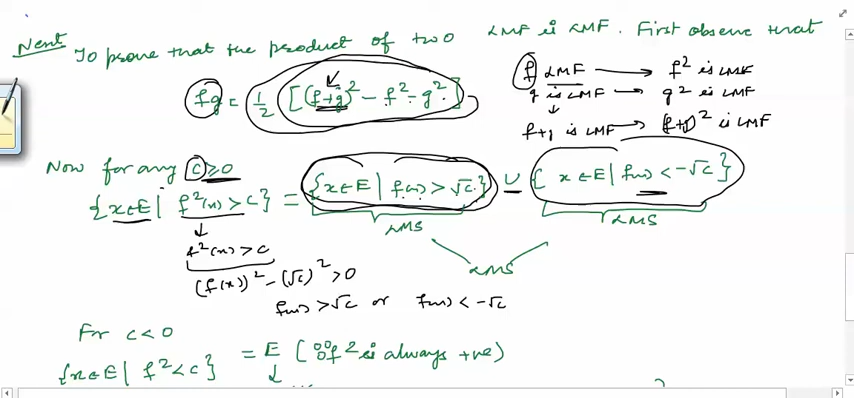 Next To prove that the product of two LMF is LMF. First observe that
fg = 1/2 [(f+g)² - f² - g²]
f LMF → f² is LMF
g is LMF → g² is LMF
↓
f+g is LMF → (f+g)² is LMF
Now for any c ≥ 0
{x∈E | f²(x) > c} = {x∈E | f(x) > √c} ∪ { x∈E | f(x) < -√c}
↓ LMS LMS
f²(x) > c
LMS
(f(x))² - (√c)² > 0
f(x) > √c or f(x) < -√c
For c < 0
{x∈E | f² < c} = E [∵ f² is always +ve)
↓